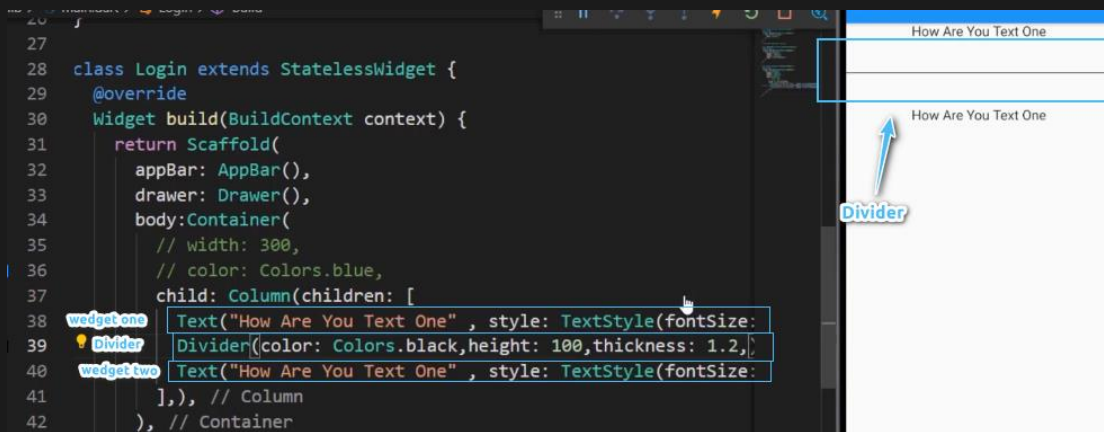 How Are You Text One
27
28 class Login extends StatelessWidget {
29 @override
30 Widget build(BuildContext context) {
31 return Scaffold(
32 appBar: AppBar(),
33 drawer: Drawer(),
34 body:Container(
35 // width: 300,
36 // color: Colors.blue,
37 child: Column(children: [
wedget one
38 Text("How Are You Text One" , style: TextStyle(fontSize:
Divider
39 Divider(color: Colors.black,height: 100,thickness: 1.2,)
wedget two
40 Text("How Are You Text One" , style: TextStyle(fontSize:
41 ],), // Column
42 ), // Container
How Are You Text One
Divider